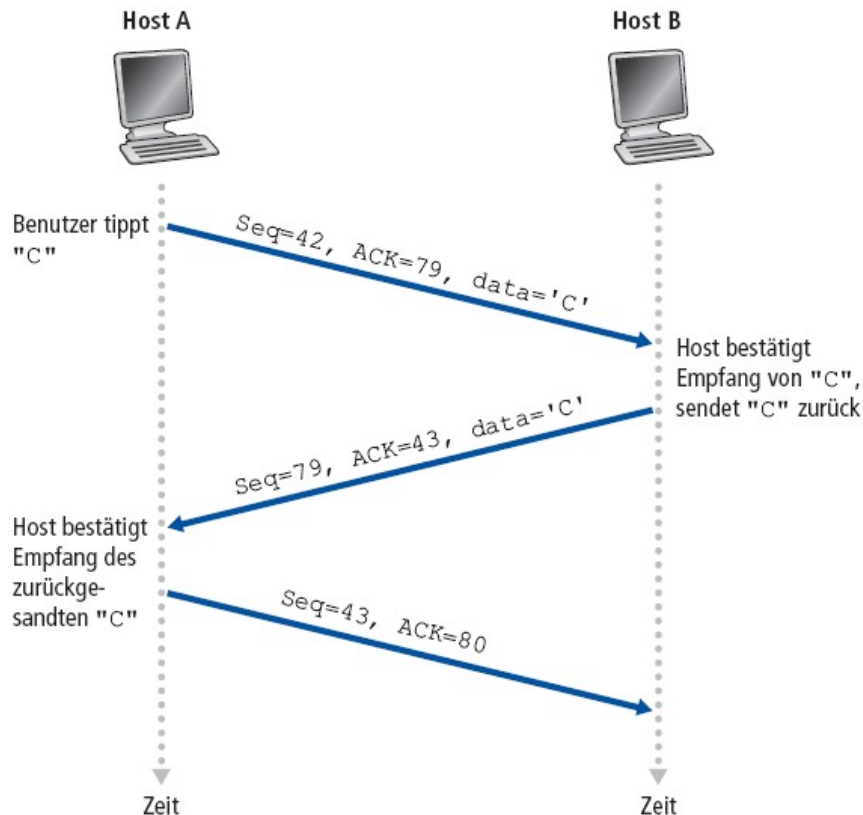 Host A
Host B
Benutzer tippt
"C"
Seq=42, ACK=79, data='C'
Host bestätigt
Empfang von "C",
sendet "C" zurück
Seq=79, ACK=43, data='C'
Host bestätigt
Empfang des
zurückge-
sandten "C"
Seq=43, ACK=80
Zeit
Zeit